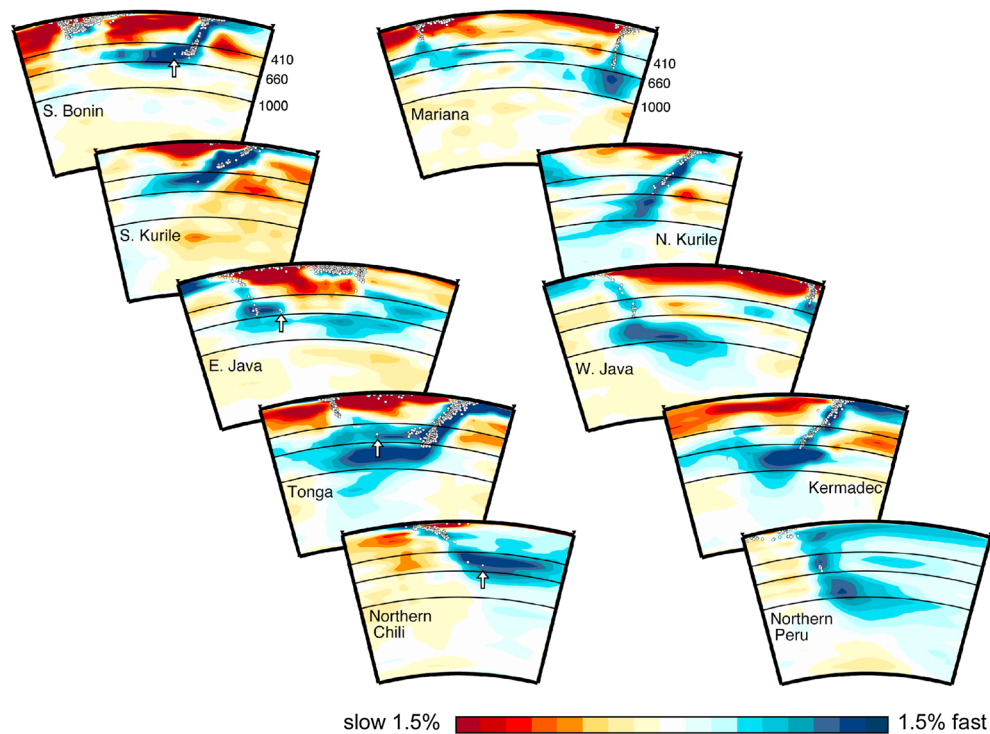 410
660
1000
S. Bonin
410
660
1000
Mariana
S. Kurile
N. Kurile
E. Java
W. Java
Tonga
Kermadec
Northern
Chili
Northern
Peru
slow 1.5%
1.5% fast